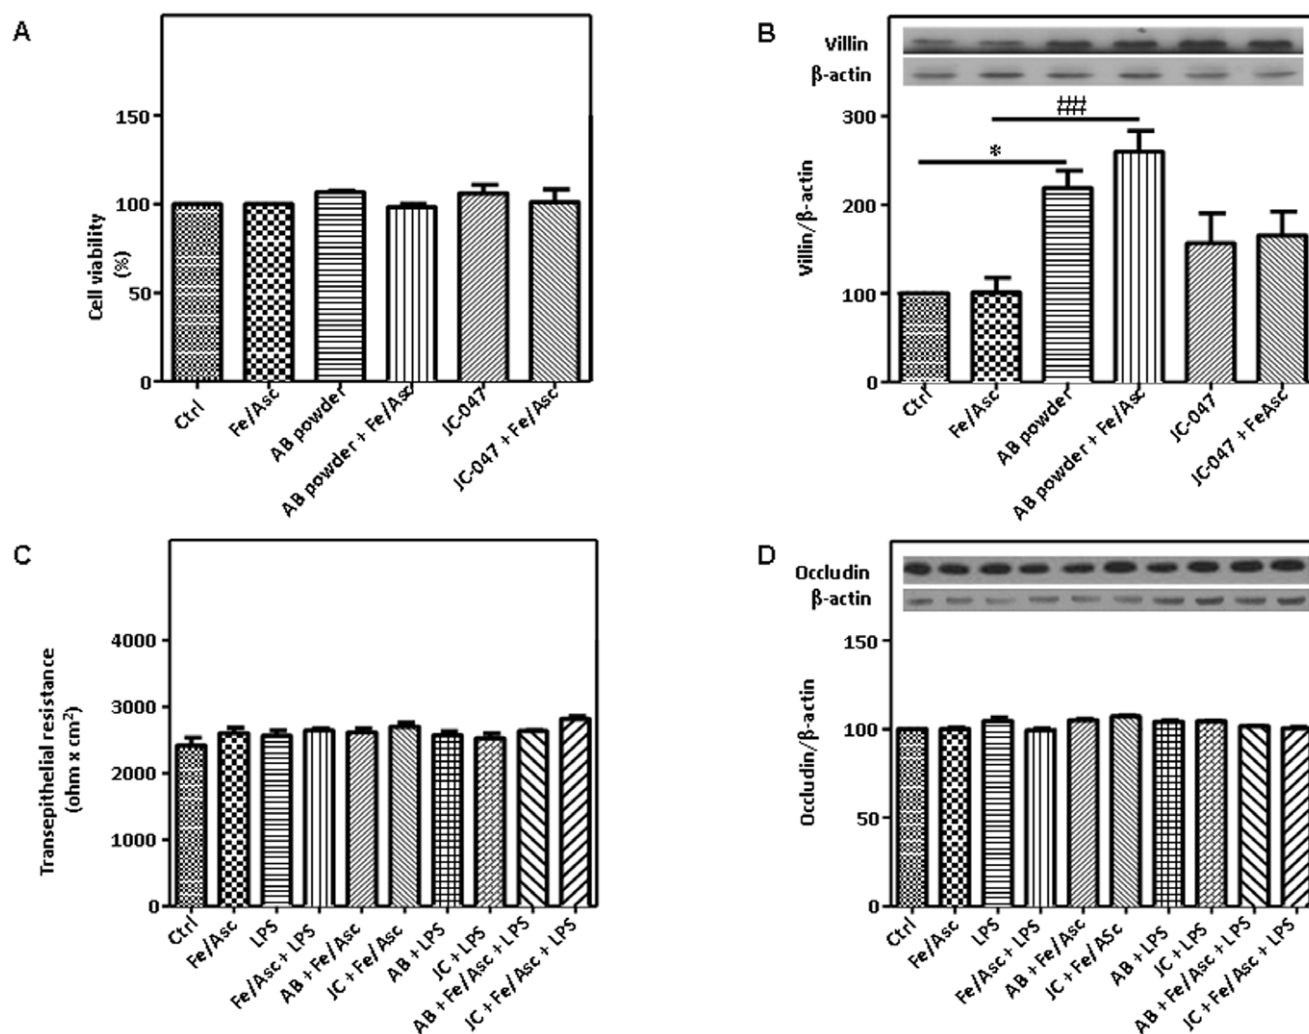 A
Cell viability
(%)
150
100
50
0
Ctrl
Fe/Asc
AB powder
AB powder + Fe/Asc
JC-047
JC-047 + Fe/Asc
B
Villin
β-actin
Villin/β-actin
300
200
100
0
*
##
Ctrl
Fe/Asc
AB powder
AB powder + Fe/Asc
JC-047
JC-047 + FeAsc
C
Transepithelial resistance
(ohm x cm²)
4000
3000
2000
1000
0
Ctrl
Fe/Asc
LPS
Fe/Asc + LPS
AB + Fe/Asc
JC + Fe/Asc
AB + LPS
JC + LPS
AB + Fe/Asc + LPS
JC + Fe/Asc + LPS
D
Occludin
β-actin
Occludin/β-actin
150
100
50
0
Ctrl
Fe/Asc
LPS
Fe/Asc + LPS
AB + Fe/Asc
JC + Fe/ASc
AB + LPS
JC + LPS
AB + Fe/Asc + LPS
JC + Fe/Asc + LPS